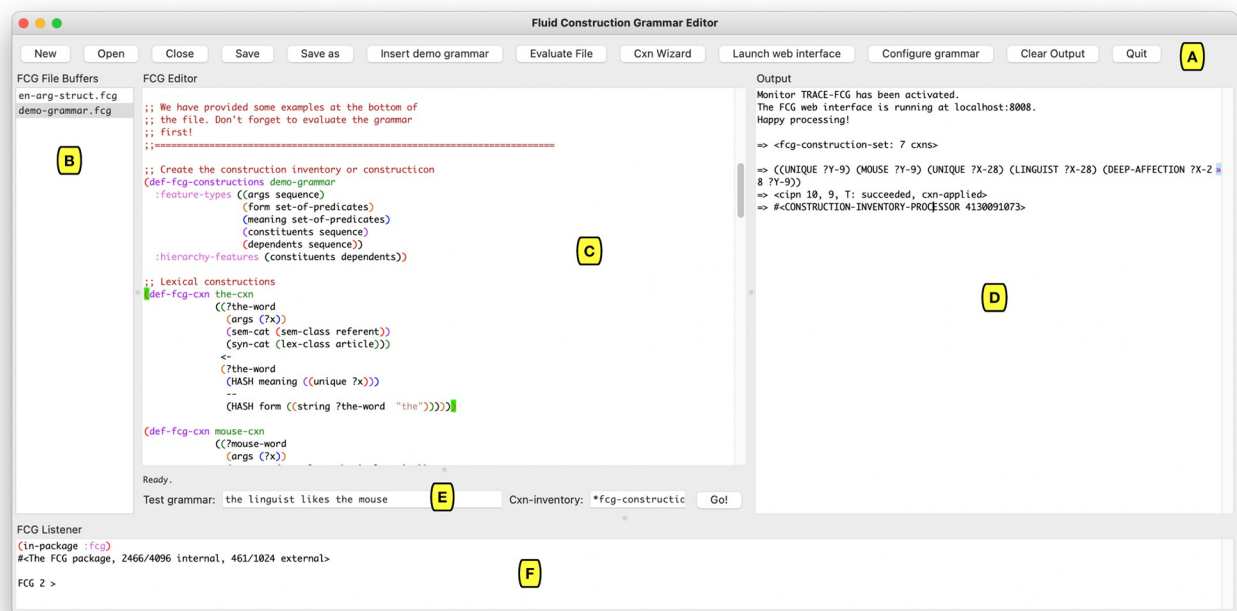 Fluid Construction Grammar Editor
New Open Close Save Save as Insert demo grammar Evaluate File Cxn Wizard Launch web interface Configure grammar Clear Output Quit A
FCG File Buffers
en-arg-struct.fcg
demo-grammar.fcg
B
FCG Editor
;; We have provided some examples at the bottom of
;; the file. Don't forget to evaluate the grammar
;; first!
;;===========================================================================
;; Create the construction inventory or constructicon
(def-fcg-constructions demo-grammar
  :feature-types ((args sequence)
                  (form set-of-predicates)
                  (meaning set-of-predicates)
                  (constituents sequence)
                  (dependents sequence))
  :hierarchy-features (constituents dependents))
C
;; Lexical constructions
(def-fcg-cxn the-cxn
             ((?the-word
               (args (?x))
               (sem-cat (sem-class referent))
               (syn-cat (lex-class article)))
              <-
              (?the-word
               (HASH meaning ((unique ?x)))
               --
               (HASH form ((string ?the-word  "the"))))))
(def-fcg-cxn mouse-cxn
             ((?mouse-word
               (args (?x))
Ready.
Test grammar: the linguist likes the mouse E Cxn-inventory: *fcg-constructio Go!
Output
Monitor TRACE-FCG has been activated.
The FCG web interface is running at localhost:8008.
Happy processing!
=> <fcg-construction-set: 7 cxns>
=> ((UNIQUE ?Y-9) (MOUSE ?Y-9) (UNIQUE ?X-28) (LINGUIST ?X-28) (DEEP-AFFECTION ?X-2
8 ?Y-9))
=> <cipn 10, 9, T: succeeded, cxn-applied>
=> #<CONSTRUCTION-INVENTORY-PROCESSOR 4130091073>
D
FCG Listener
(in-package :fcg)
#<The FCG package, 2466/4096 internal, 461/1024 external>
FCG 2 >
F